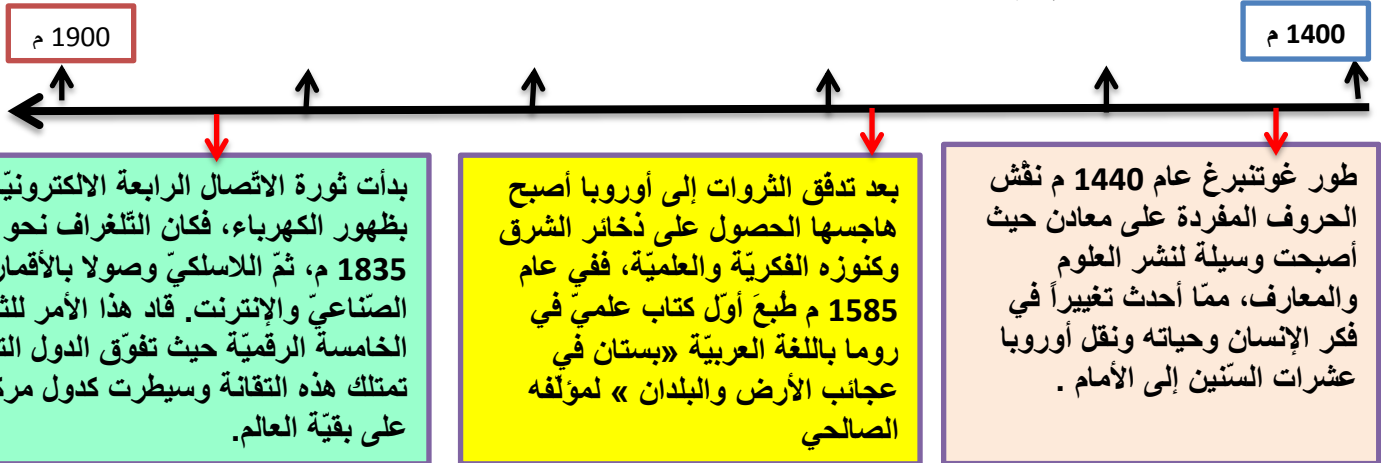 1400 م
1900 م
طور غوتنبرغ عام 1440 م نقْش
الحروف المفردة على معادن حيث
أصبحت وسيلة لنشر العلوم
والمعارف، ممّا أحدث تغييراً في
فكر الإنسان وحياته ونقل أوروبا
عشرات السّنين إلى الأمام .
بعد تدفّق الثروات إلى أوروبا أصبح
هاجسها الحصول على ذخائر الشرق
وكنوزه الفكريّة والعلميّة، ففي عام
1585 م طُبعَ أوّل كتاب علميّ في
روما باللغة العربيّة «بستان في
عجائب الأرض والبلدان » لمؤلّفه
الصالحي
بدأت ثورة الاتّصال الرابعة الالكترونيّ
بظهور الكهرباء، فكان التّلغراف نحو
1835 م، ثمّ اللاسلكيّ وصولا بالأقمار
الصّناعيّ والإنترنت. قاد هذا الأمر
الخامسة الرقميّة حيث تفوّق الدول
تمتلك هذه التقانة وسيطرت كدول
على بقيّة العالم.